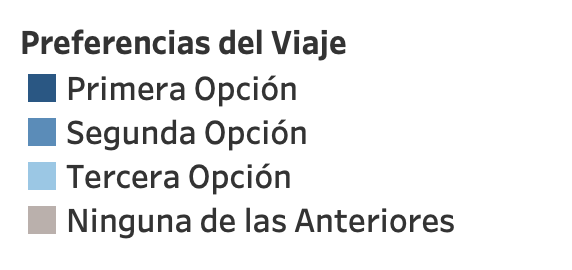 Preferencias del Viaje
Primera Opción
Segunda Opción
Tercera Opción
Ninguna de las Anteriores